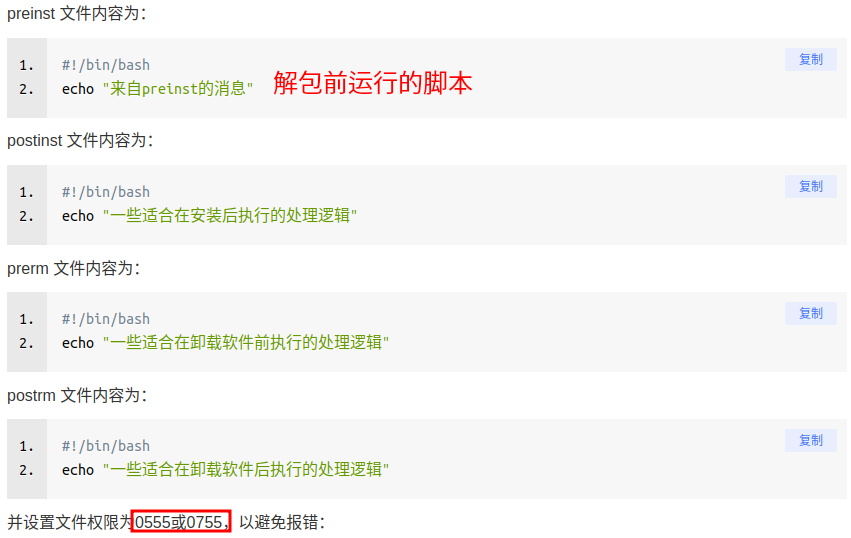 preinst 文件内容为：
复制
1. #!/bin/bash
2. echo "来自preinst的消息" 解包前运行的脚本
postinst 文件内容为：
复制
1. #!/bin/bash
2. echo "一些适合在安装后执行的处理逻辑"
prerm 文件内容为：
复制
1. #!/bin/bash
2. echo "一些适合在卸载软件前执行的处理逻辑"
postrm 文件内容为：
复制
1. #!/bin/bash
2. echo "一些适合在卸载软件后执行的处理逻辑"
并设置文件权限为0555或0755，以避免报错：